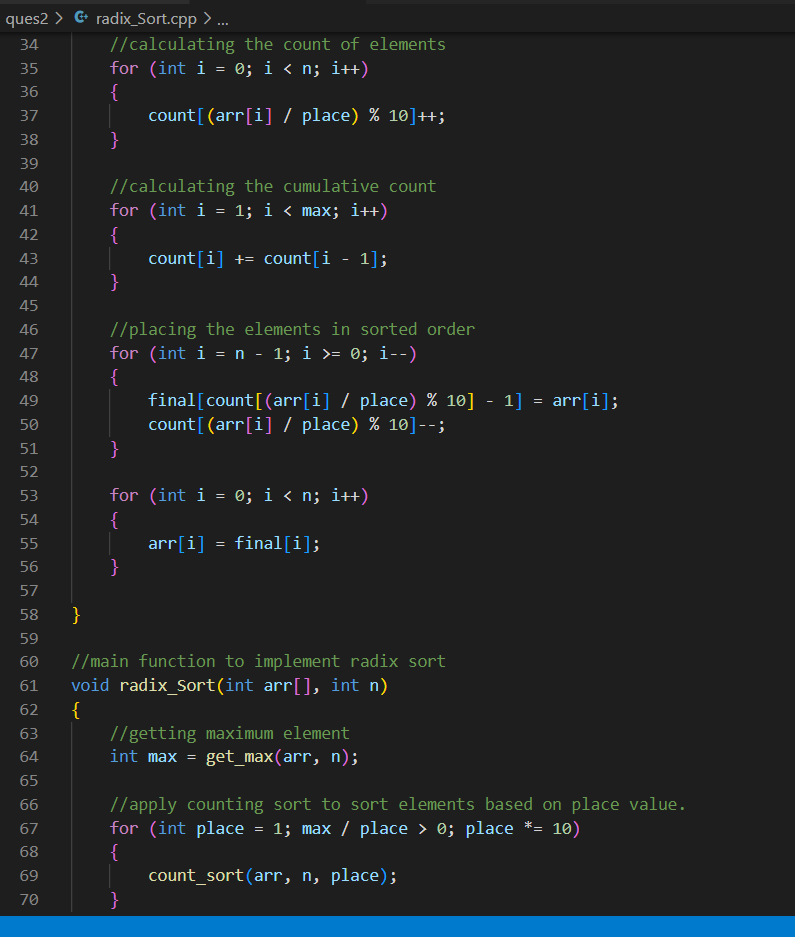 ques2 > radix_Sort.cpp > ...
34 //calculating the count of elements
35 for (int i = 0; i < n; i++)
36 {
37 count[(arr[i] / place) % 10]++;
38 }
39
40 //calculating the cumulative count
41 for (int i = 1; i < max; i++)
42 {
43 count[i] += count[i - 1];
44 }
45
46 //placing the elements in sorted order
47 for (int i = n - 1; i >= 0; i--)
48 {
49 final[count[(arr[i] / place) % 10] - 1] = arr[i];
50 count[(arr[i] / place) % 10]--;
51 }
52
53 for (int i = 0; i < n; i++)
54 {
55 arr[i] = final[i];
56 }
57
58 }
59
60 //main function to implement radix sort
61 void radix_Sort(int arr[], int n)
62 {
63 //getting maximum element
64 int max = get_max(arr, n);
65
66 //apply counting sort to sort elements based on place value.
67 for (int place = 1; max / place > 0; place *= 10)
68 {
69 count_sort(arr, n, place);
70 }